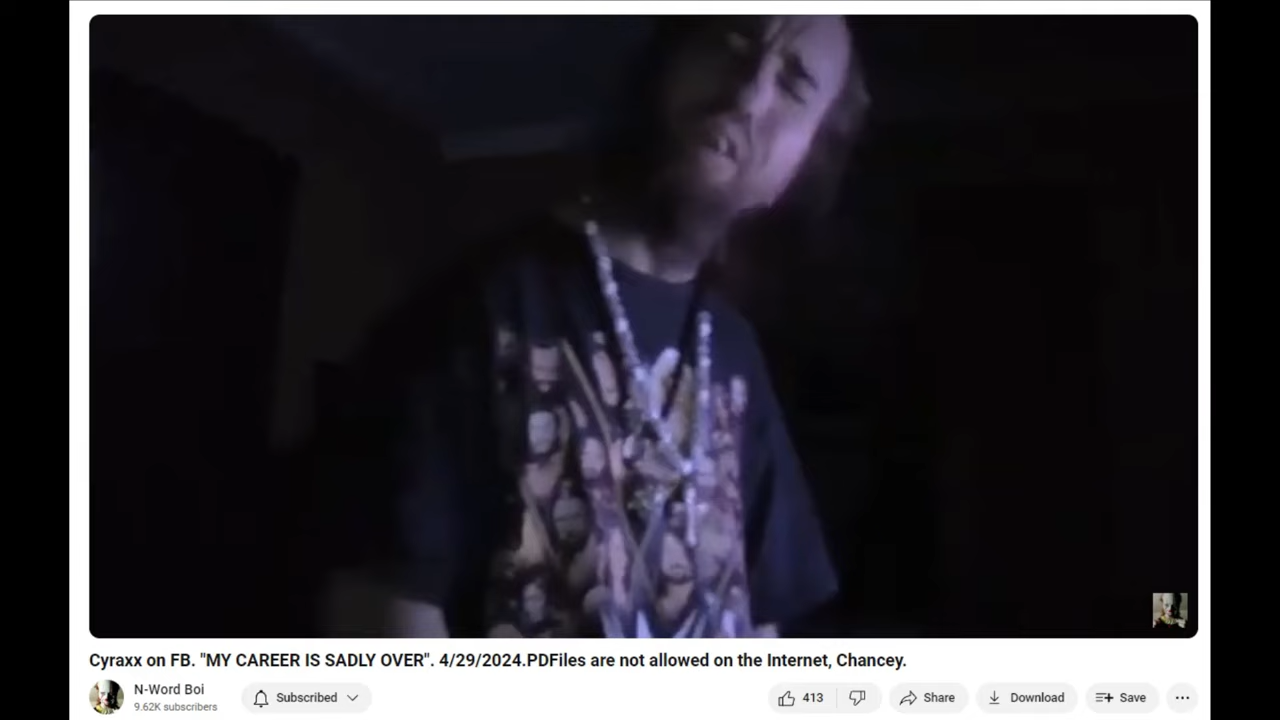 Cyraxx on FB. "MY CAREER IS SADLY OVER". 4/29/2024.PDFiles are not allowed on the Internet, Chancey.
N-Word Boi
9.62K subscribers
Subscribed
413
Share
Download
Save